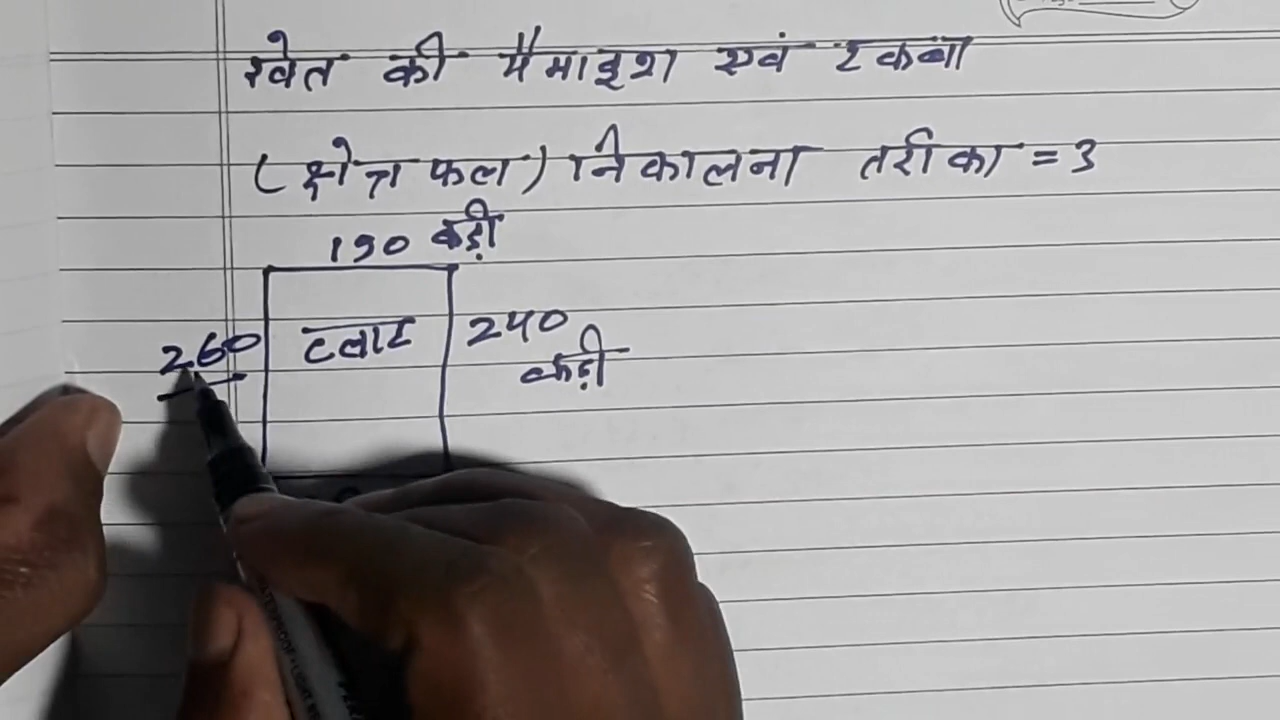 खेत की पैमाइश एवं रकबा
(क्षेत्रफल) निकालना तरीका = 3
190 कड़ी
260 प्लाट 240
कड़ी